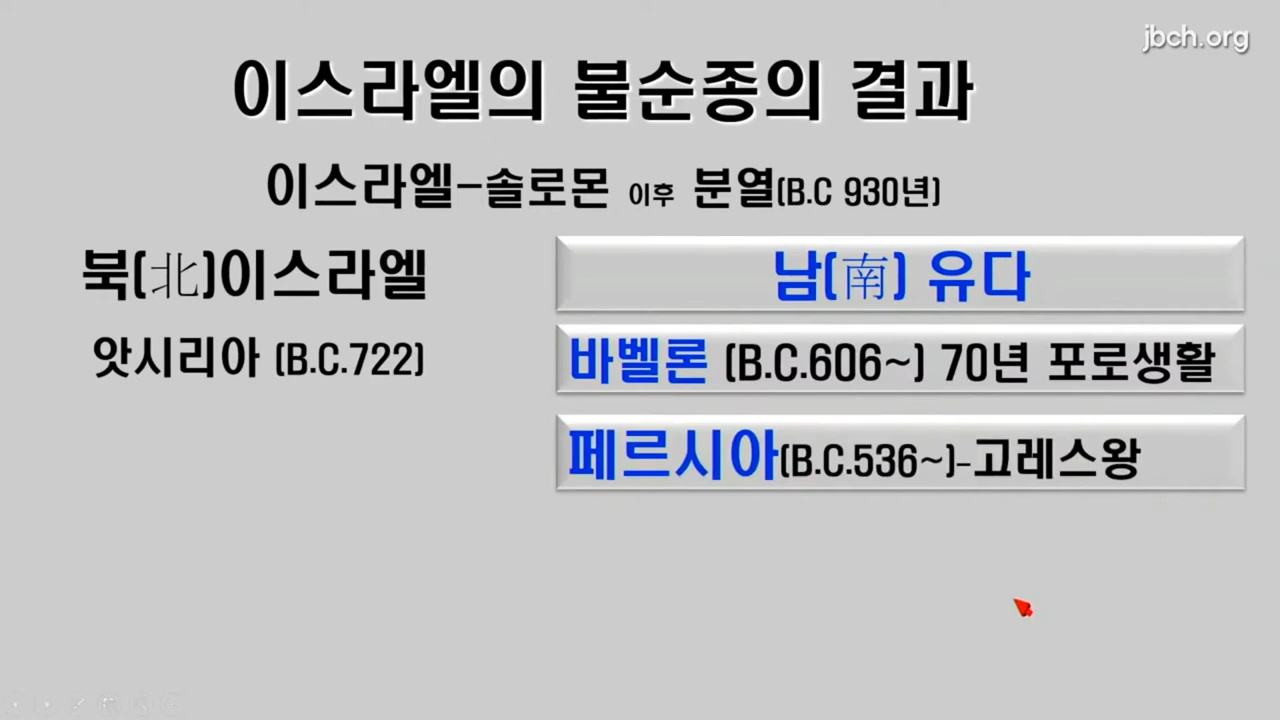 jbch.org
이스라엘의 불순종의 결과
이스라엘-솔로몬 이후 분열(B.C 930년)
북(北)이스라엘
앗시리아 (B.C.722)
남(南) 유다
바벨론 (B.C.606~) 70년 포로생활
페르시아(B.C.536~)-고레스왕